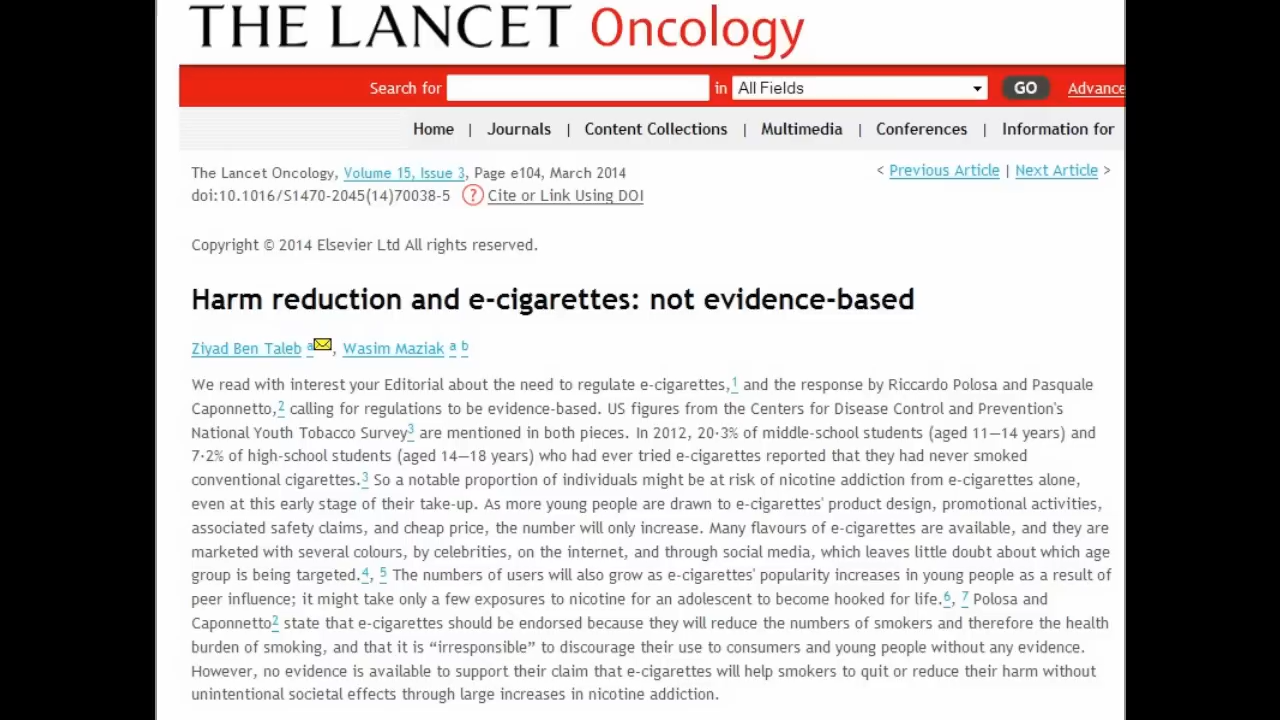 THE LANCET Oncology
Search for in All Fields GO Advance
Home | Journals | Content Collections | Multimedia | Conferences | Information for
The Lancet Oncology, Volume 15, Issue 3, Page e104, March 2014 < Previous Article | Next Article >
doi:10.1016/S1470-2045(14)70038-5 ? Cite or Link Using DOI
Copyright © 2014 Elsevier Ltd All rights reserved.
Harm reduction and e-cigarettes: not evidence-based
Ziyad Ben Taleb a, Wasim Maziak a b
We read with interest your Editorial about the need to regulate e-cigarettes,1 and the response by Riccardo Polosa and Pasquale
Caponnetto,2 calling for regulations to be evidence-based. US figures from the Centers for Disease Control and Prevention's
National Youth Tobacco Survey3 are mentioned in both pieces. In 2012, 20·3% of middle-school students (aged 11—14 years) and
7·2% of high-school students (aged 14—18 years) who had ever tried e-cigarettes reported that they had never smoked
conventional cigarettes.3 So a notable proportion of individuals might be at risk of nicotine addiction from e-cigarettes alone,
even at this early stage of their take-up. As more young people are drawn to e-cigarettes' product design, promotional activities,
associated safety claims, and cheap price, the number will only increase. Many flavours of e-cigarettes are available, and they are
marketed with several colours, by celebrities, on the internet, and through social media, which leaves little doubt about which age
group is being targeted.4, 5 The numbers of users will also grow as e-cigarettes' popularity increases in young people as a result of
peer influence; it might take only a few exposures to nicotine for an adolescent to become hooked for life.6, 7 Polosa and
Caponnetto2 state that e-cigarettes should be endorsed because they will reduce the numbers of smokers and therefore the health
burden of smoking, and that it is “irresponsible” to discourage their use to consumers and young people without any evidence.
However, no evidence is available to support their claim that e-cigarettes will help smokers to quit or reduce their harm without
unintentional societal effects through large increases in nicotine addiction.